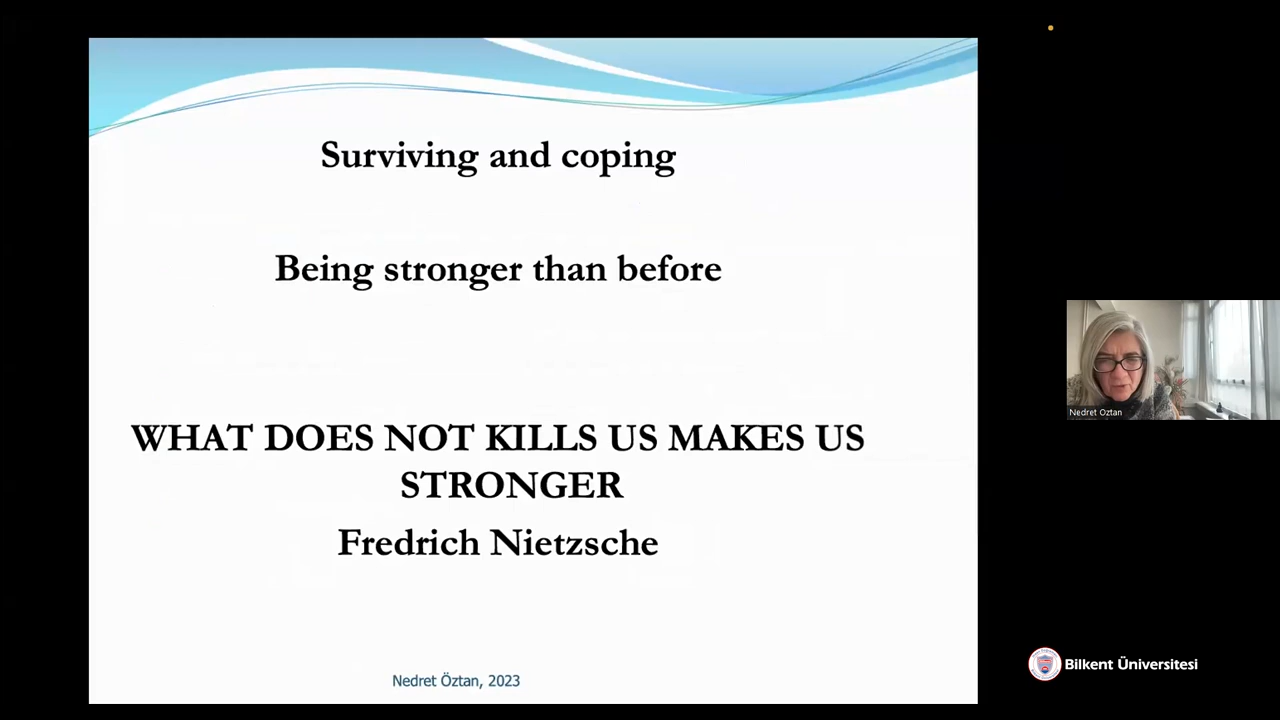 Surviving and coping
Being stronger than before
WHAT DOES NOT KILLS US MAKES US
STRONGER
Fredrich Nietzsche
Nedret Öztan, 2023
Nedret Oztan
Bilkent Üniversitesi